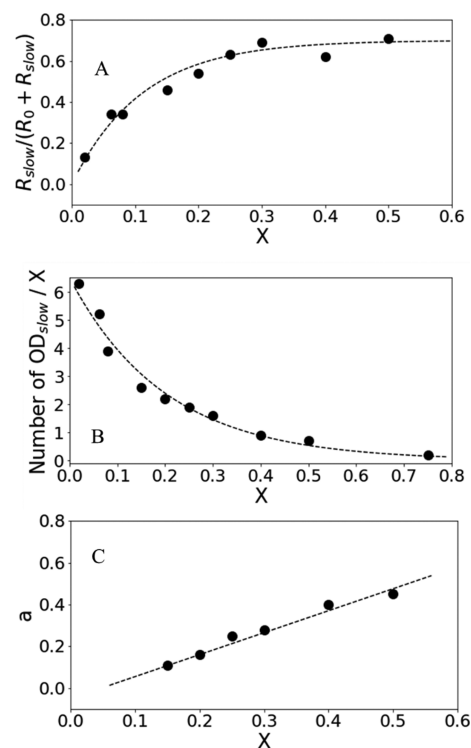 0.8
0.6
0.4
0.2
0.0
R_slow/(R_0 + R_slow)
A
0.0 0.1 0.2 0.3 0.4 0.5 0.6
X
6
5
4
3
2
1
0
Number of OD_slow / X
B
0.0 0.1 0.2 0.3 0.4 0.5 0.6 0.7 0.8
X
0.8
0.6
0.4
0.2
0.0
a
C
0.0 0.1 0.2 0.3 0.4 0.5 0.6
X